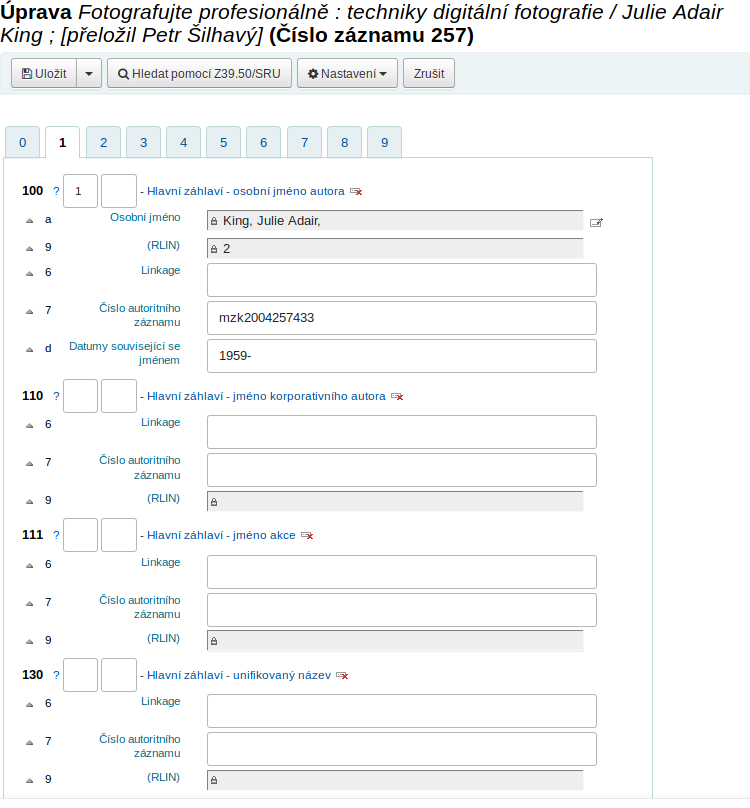 Úprava Fotografujte profesionálně : techniky digitální fotografie / Julie Adair
King ; [přeložil Petr Šilhavý] (Číslo záznamu 257)
Uložit Hledat pomocí Z39.50/SRU Nastavení Zrušit
0 1 2 3 4 5 6 7 8 9
100 ? 1 - Hlavní záhlaví - osobní jméno autora
a Osobní jméno King, Julie Adair,
9 (RLIN) 2
6 Linkage
7 Číslo autoritního
záznamu mzk2004257433
d Datumy související se
jménem 1959-
110 ? - Hlavní záhlaví - jméno korporativního autora
6 Linkage
7 Číslo autoritního
záznamu
9 (RLIN)
111 ? - Hlavní záhlaví - jméno akce
6 Linkage
7 Číslo autoritního
záznamu
9 (RLIN)
130 ? - Hlavní záhlaví - unifikovaný název
6 Linkage
7 Číslo autoritního
záznamu
9 (RLIN)